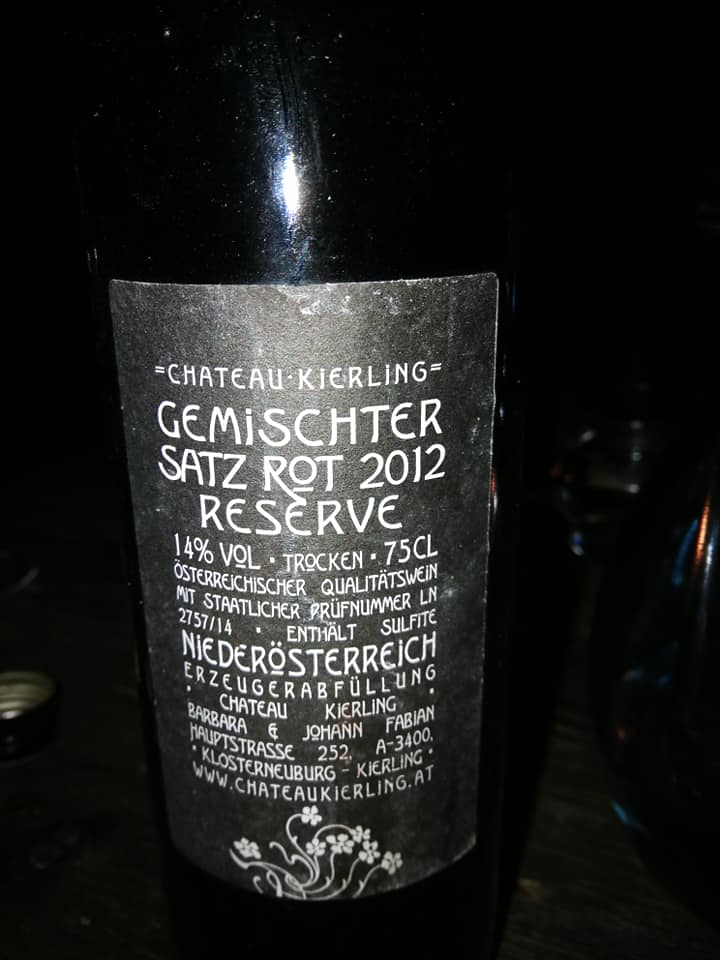 =CHATEAU·KiERLING=
GEMiSCHTER
SATZ ROT 2012
RESERVE
14% VOL · TROCKEN · 75CL
ÖSTERREICHISCHER QUALITÄTSWEIN
MIT STAATLICHER PRÜFNUMMER LN
2757/14 · ENTHÄLT SULFITE
NiEDERÖSTERREICH
ERZEUGERABFÜLLUNG
· CHATEAU KIERLING ·
BARBARA & JOHANN FABIAN
HAUPTSTRASSE 252, A-3400,
· KLOSTERNEUBURG - KIERLING ·
WWW.CHATEAUKIERLING.AT